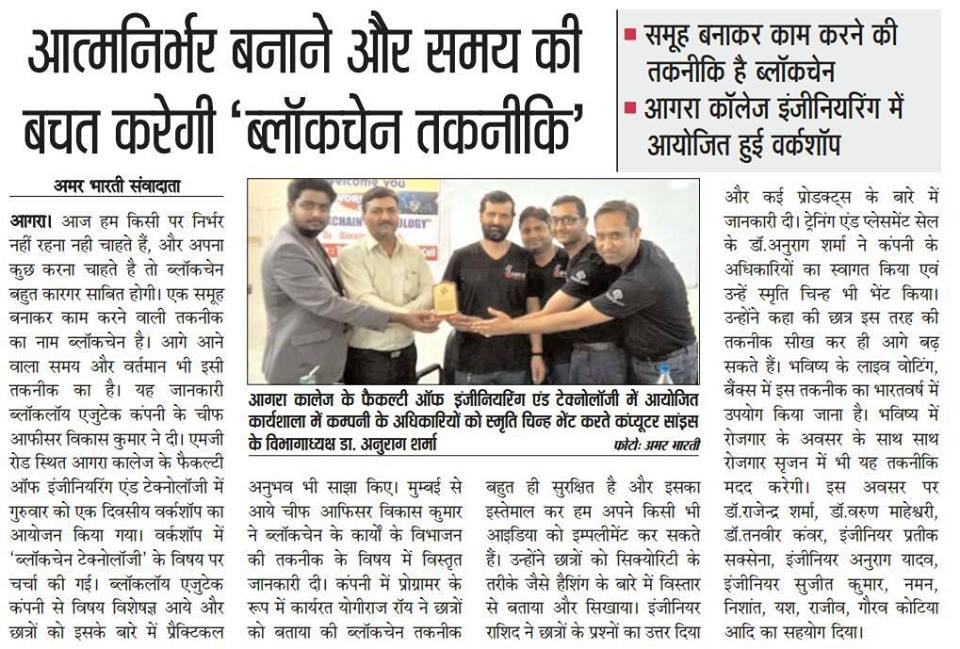 आत्मनिर्भर बनाने और समय की
बचत करेगी ‘ब्लॉकचेन तकनीकि’
■ समूह बनाकर काम करने की
तकनीकि है ब्लॉकचेन
■ आगरा कॉलेज इंजीनियरिंग में
आयोजित हुई वर्कशॉप
अमर भारती संवादाता
आगरा। आज हम किसी पर निर्भर
नहीं रहना नही चाहते हैं, और अपना
कुछ करना चाहते है तो ब्लॉकचेन
बहुत कारगर साबित होगी। एक समूह
बनाकर काम करने वाली तकनीक
का नाम ब्लॉकचेन है। आगे आने
वाला समय और वर्तमान भी इसी
तकनीक का है। यह जानकारी
ब्लॉकलॉय एजुटेक कंपनी के चीफ
आफीसर विकास कुमार ने दी। एमजी
रोड स्थित आगरा कालेज के फैकल्टी
ऑफ इंजीनियरिंग एंड टेक्नोलॉजी में
गुरुवार को एक दिवसीय वर्कशॉप का
आयोजन किया गया। वर्कशॉप में
‘ब्लॉकचेन टेक्नोलॉजी’ के विषय पर
चर्चा की गई। ब्लॉकलॉय एजुटेक
कंपनी से विषय विशेषज्ञ आये और
छात्रों को इसके बारे में प्रैक्टिकल
welcome you
WOR
CHAIN
OLOGY"
आगरा कालेज के फैकल्टी ऑफ इंजीनियरिंग एंड टेक्नोलॉजी में आयोजित
कार्यशाला में कम्पनी के अधिकारियों को स्मृति चिन्ह भेंट करते कंप्यूटर सांइस
के विभागाध्यक्ष डा. अनुराग शर्मा
फोटोः अमर भारती
अनुभव भी साझा किए। मुम्बई से
आये चीफ आफिसर विकास कुमार
ने ब्लॉकचेन के कार्यों के विभाजन
की तकनीक के विषय में विस्तृत
जानकारी दी। कंपनी में प्रोग्रामर के
रूप में कार्यरत योगीराज रॉय ने छात्रों
को बताया की ब्लॉकचेन तकनीक
बहुत ही सुरक्षित है और इसका
इस्तेमाल कर हम अपने किसी भी
आइडिया को इम्पलीमेंट कर सकते
हैं। उन्होंने छात्रों को सिक्योरिटी के
तरीके जैसे हैशिंग के बारे में विस्तार
से बताया और सिखाया। इंजीनियर
राशिद ने छात्रों के प्रश्नों का उत्तर दिया
और कई प्रोडक्ट्स के बारे में
जानकारी दी। ट्रेनिंग एंड प्लेसमेंट सेल
के डॉ.अनुराग शर्मा ने कंपनी के
अधिकारियों का स्वागत किया एवं
उन्हें स्मृति चिन्ह भी भेंट किया।
उन्होंने कहा की छात्र इस तरह की
तकनीक सीख कर ही आगे बढ़
सकते हैं। भविष्य के लाइव वोटिंग,
बैंक्स में इस तकनीक का भारतवर्ष में
उपयोग किया जाना है। भविष्य में
रोजगार के अवसर के साथ साथ
रोजगार सृजन में भी यह तकनीकि
मदद करेगी। इस अवसर पर
डॉ.राजेन्द्र शर्मा, डॉ.वरुण माहेश्वरी,
डॉ.तनवीर कंवर, इंजीनियर प्रतीक
सक्सेना, इंजीनियर अनुराग यादव,
इंजीनियर सुजीत कुमार, नमन,
निशांत, यश, राजीव, गौरव कोटिया
आदि का सहयोग दिया।